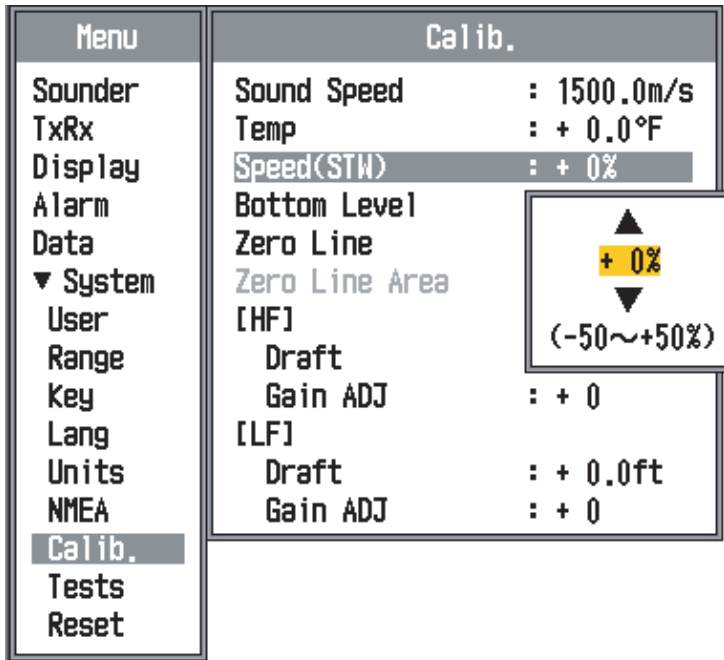 Menu
Sounder
TxRx
Display
Alarm
Data
▼ System
User
Range
Key
Lang
Units
NMEA
Calib.
Tests
Reset
Calib.
Sound Speed : 1500.0m/s
Temp : + 0.0°F
Speed(STW) : + 0%
Bottom Level
Zero Line
Zero Line Area
[HF]
Draft
Gain ADJ : + 0
[LF]
Draft : + 0.0ft
Gain ADJ : + 0
▲
+ 0%
▼
(-50～+50%)